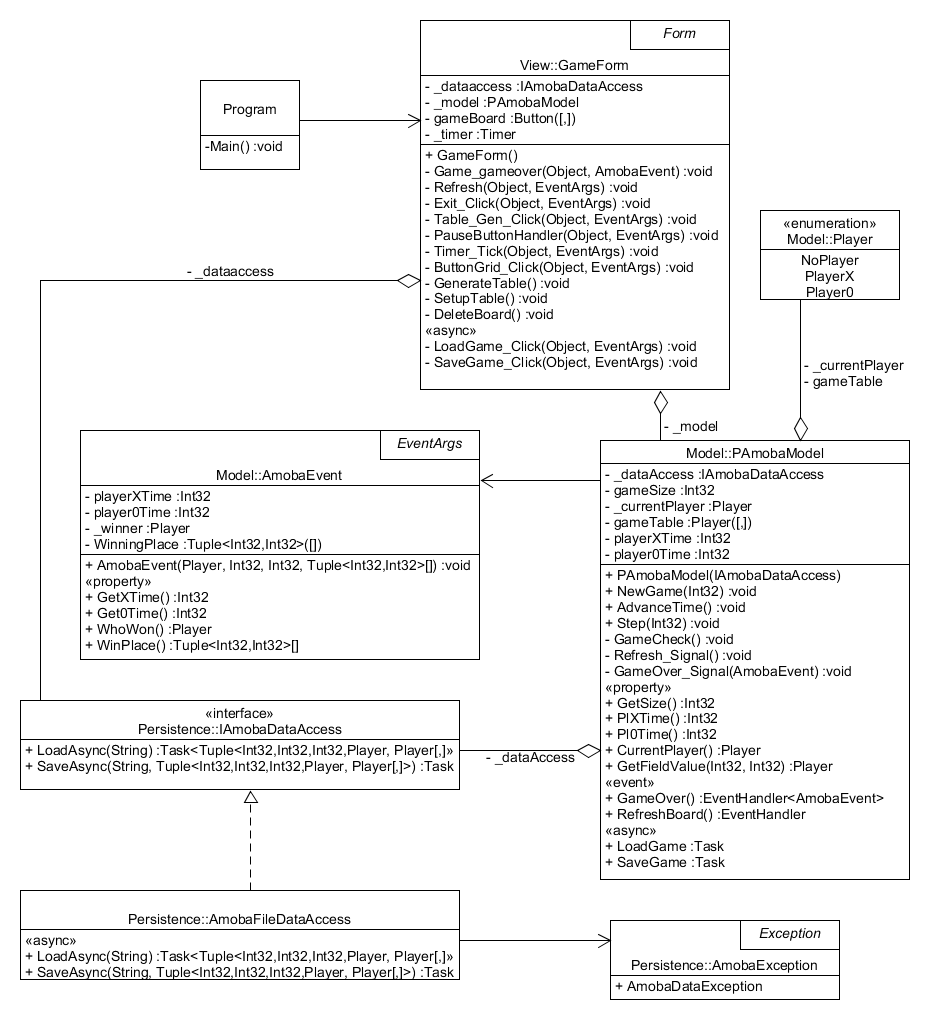 Form
View::GameForm
- _dataaccess :IAmobaDataAccess
- _model :PAmobaModel
- gameBoard :Button([,])
- _timer :Timer
+ GameForm()
- Game_gameover(Object, AmobaEvent) :void
- Refresh(Object, EventArgs) :void
- Exit_Click(Object, EventArgs) :void
- Table_Gen_Click(Object, EventArgs) :void
- PauseButtonHandler(Object, EventArgs) :void
- Timer_Tick(Object, EventArgs) :void
- ButtonGrid_Click(Object, EventArgs) :void
- GenerateTable() :void
- SetupTable() :void
- DeleteBoard() :void
«async»
- LoadGame_Click(Object, EventArgs) :void
- SaveGame_Click(Object, EventArgs) :void
Program
-Main() :void
«enumeration»
Model::Player
NoPlayer
PlayerX
Player0
- _dataaccess
- _currentPlayer
- gameTable
- _model
EventArgs
Model::AmobaEvent
- playerXTime :Int32
- player0Time :Int32
- _winner :Player
- WinningPlace :Tuple<Int32,Int32>([])
+ AmobaEvent(Player, Int32, Int32, Tuple<Int32,Int32>[]) :void
«property»
+ GetXTime() :Int32
+ Get0Time() :Int32
+ WhoWon() :Player
+ WinPlace() :Tuple<Int32,Int32>[]
Model::PAmobaModel
- _dataAccess :IAmobaDataAccess
- gameSize :Int32
- _currentPlayer :Player
- gameTable :Player([,])
- playerXTime :Int32
- player0Time :Int32
+ PAmobaModel(IAmobaDataAccess)
+ NewGame(Int32) :void
+ AdvanceTime() :void
+ Step(Int32) :void
- GameCheck() :void
- Refresh_Signal() :void
- GameOver_Signal(AmobaEvent) :void
«property»
+ GetSize() :Int32
+ PlXTime() :Int32
+ Pl0Time() :Int32
+ CurrentPlayer() :Player
+ GetFieldValue(Int32, Int32) :Player
«event»
+ GameOver() :EventHandler<AmobaEvent>
+ RefreshBoard() :EventHandler
«async»
+ LoadGame :Task
+ SaveGame :Task
«interface»
Persistence::IAmobaDataAccess
+ LoadAsync(String) :Task<Tuple<Int32,Int32,Int32,Player, Player[,]»
+ SaveAsync(String, Tuple<Int32,Int32,Int32,Player, Player[,]>) :Task
- _dataAccess
Persistence::AmobaFileDataAccess
«async»
+ LoadAsync(String) :Task<Tuple<Int32,Int32,Int32,Player, Player[,]»
+ SaveAsync(String, Tuple<Int32,Int32,Int32,Player, Player[,]>) :Task
Exception
Persistence::AmobaException
+ AmobaDataException